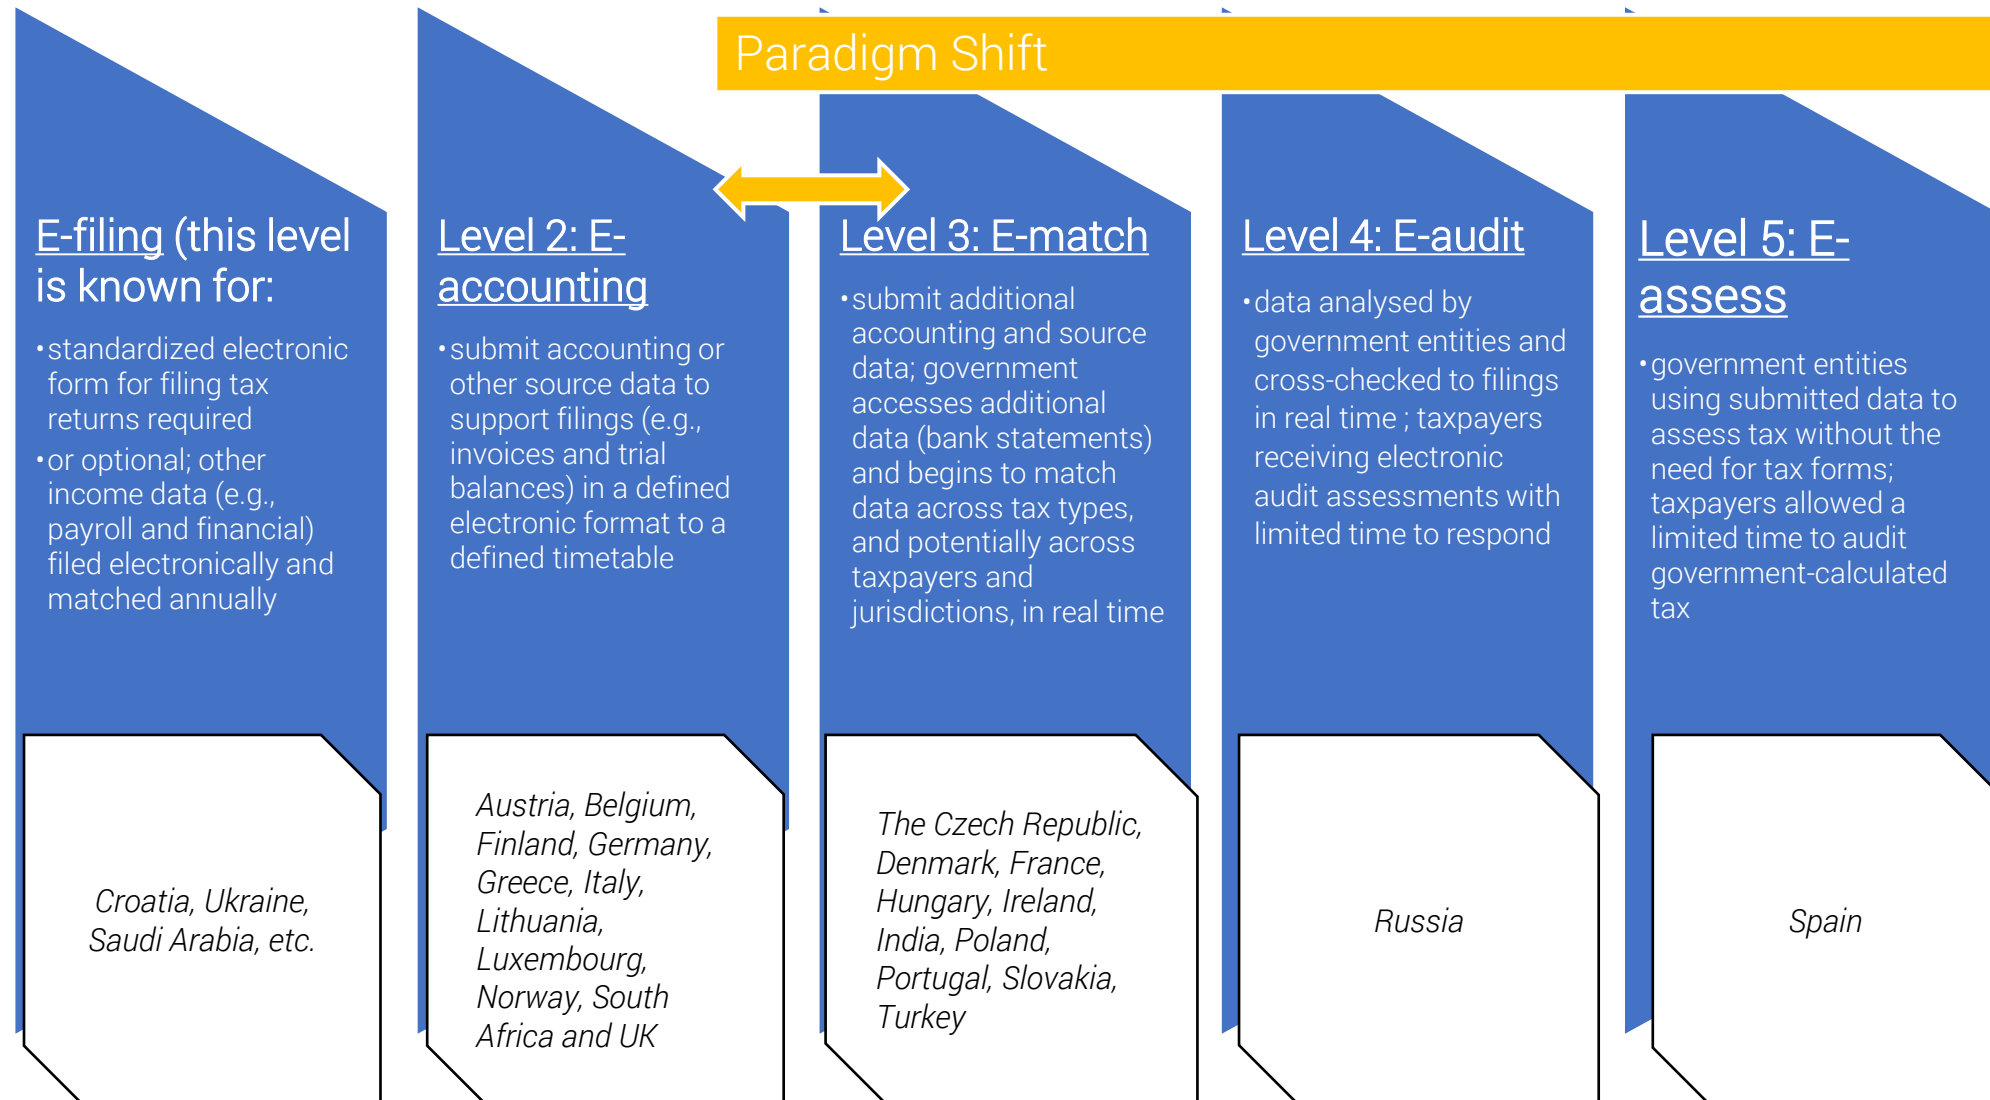 Paradigm Shift
E-filing (this level
is known for:
•standardized electronic
form for filing tax
returns required
•or optional; other
income data (e.g.,
payroll and financial)
filed electronically and
matched annually
Croatia, Ukraine,
Saudi Arabia, etc.
Level 2: E-
accounting
•submit accounting or
other source data to
support filings (e.g.,
invoices and trial
balances) in a defined
electronic format to a
defined timetable
Austria, Belgium,
Finland, Germany,
Greece, Italy,
Lithuania,
Luxembourg,
Norway, South
Africa and UK
Level 3: E-match
•submit additional
accounting and source
data; government
accesses additional
data (bank statements)
and begins to match
data across tax types,
and potentially across
taxpayers and
jurisdictions, in real time
The Czech Republic,
Denmark, France,
Hungary, Ireland,
India, Poland,
Portugal, Slovakia,
Turkey
Level 4: E-audit
•data analysed by
government entities and
cross-checked to filings
in real time ; taxpayers
receiving electronic
audit assessments with
limited time to respond
Russia
Level 5: E-
assess
•government entities
using submitted data to
assess tax without the
need for tax forms;
taxpayers allowed a
limited time to audit
government-calculated
tax
Spain